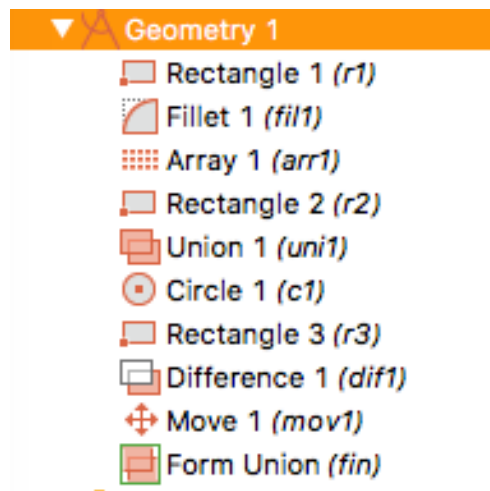 Geometry 1
Rectangle 1 (r1)
Fillet 1 (fil1)
Array 1 (arr1)
Rectangle 2 (r2)
Union 1 (uni1)
Circle 1 (c1)
Rectangle 3 (r3)
Difference 1 (dif1)
Move 1 (mov1)
Form Union (fin)